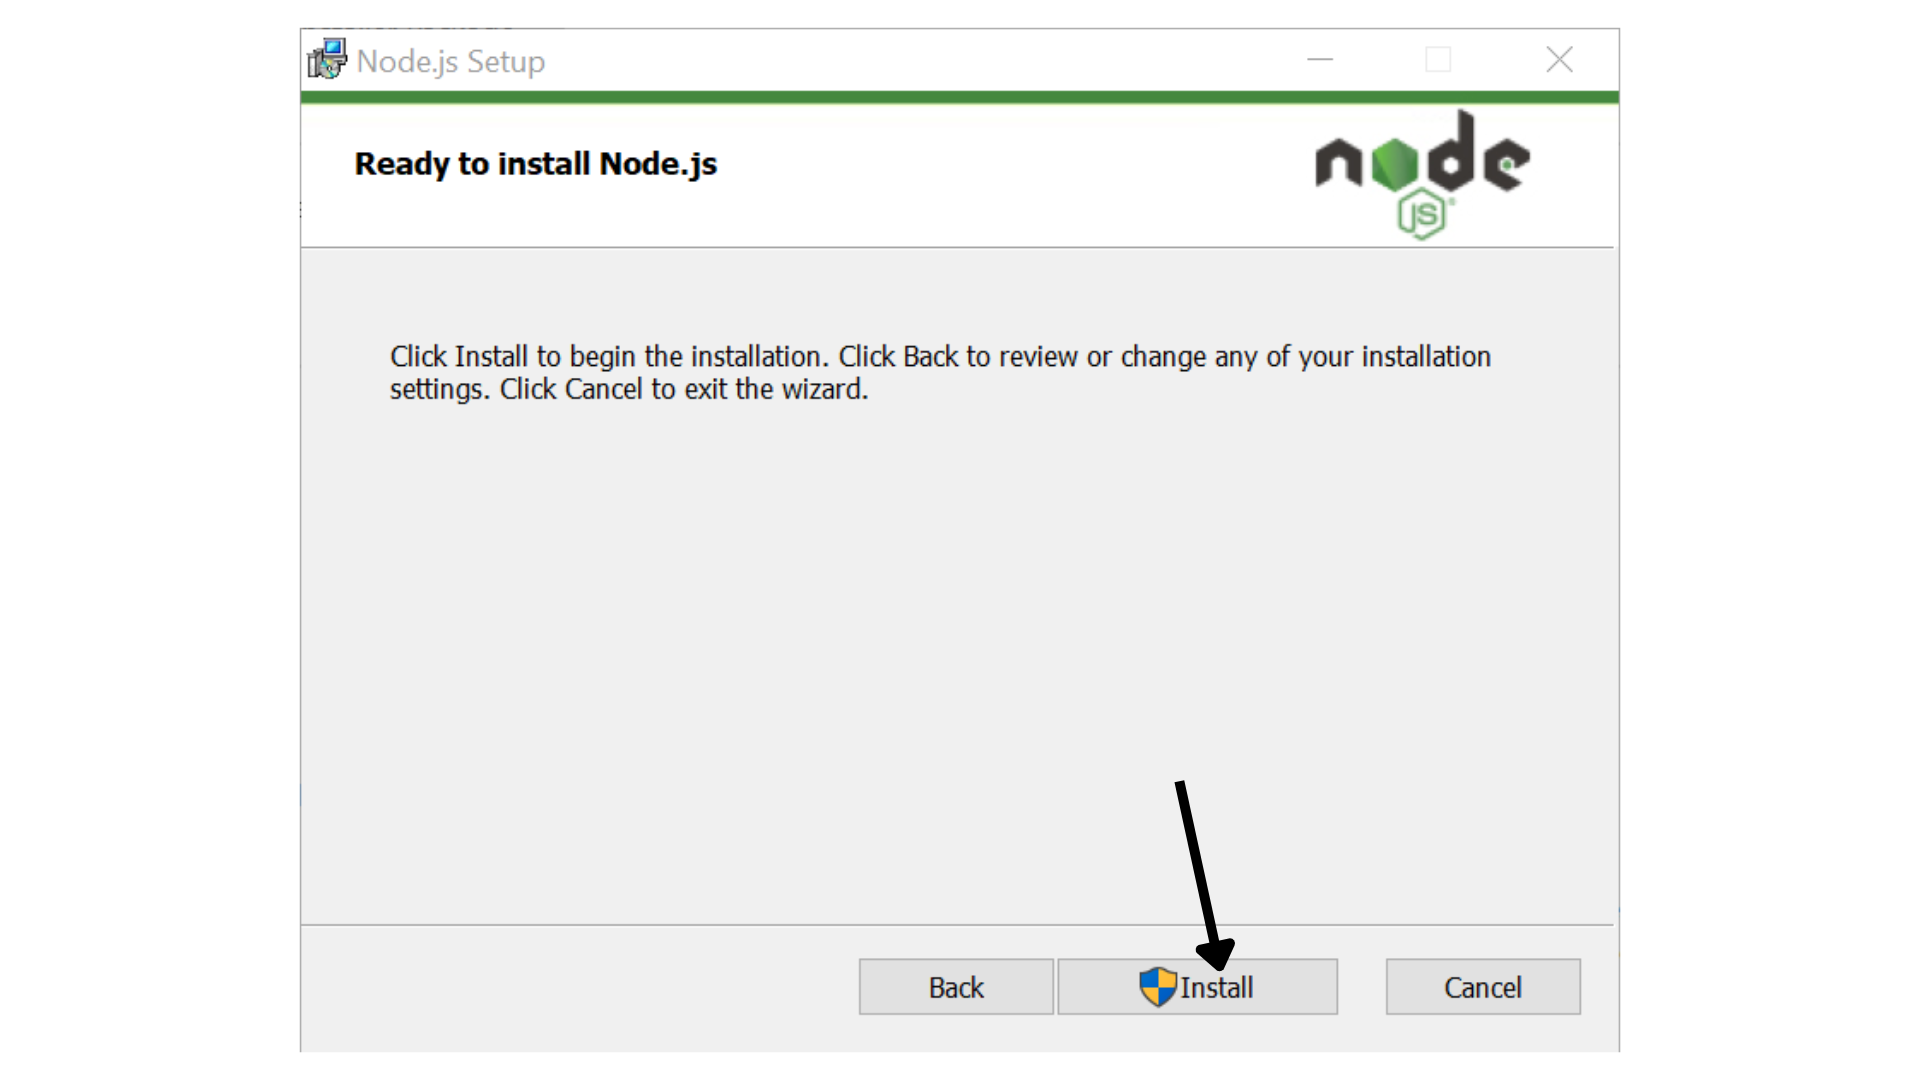 Node.js Setup
Ready to install Node.js
node
JS
Click Install to begin the installation. Click Back to review or change any of your installation
settings. Click Cancel to exit the wizard.
Back
Install
Cancel